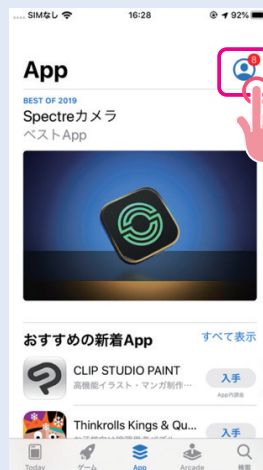 SIMなし 16:28 92%
App
8
BEST OF 2019
Spectreカメラ
ベストApp
おすすめの新着App すべて表示
CLIP STUDIO PAINT
高機能イラスト・マンガ制作…
入手
App内課金
Thinkrolls Kings & Qu...
入手
Today ゲーム App Arcade 検索